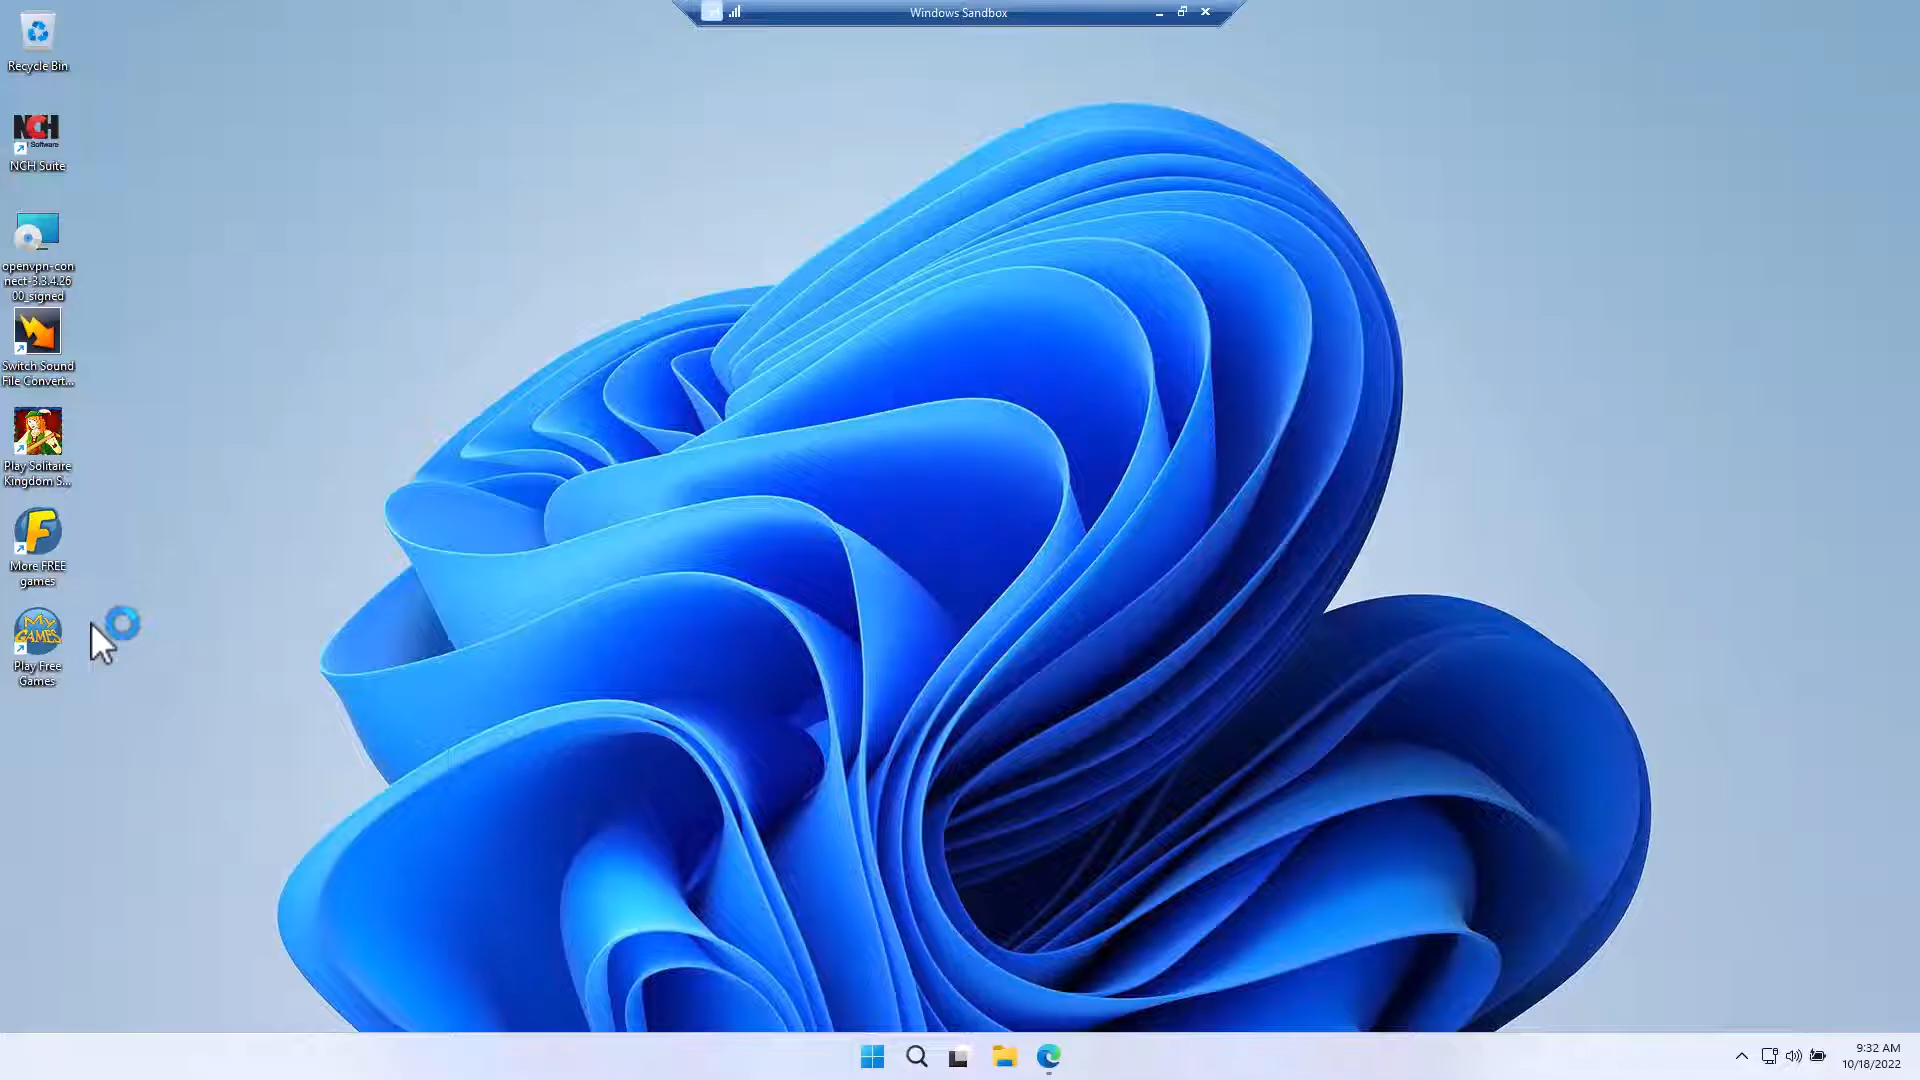 Windows Sandbox
Recycle Bin
NCH
Software
NCH Suite
openvpn-con
nect-3.3.4.26
00_signed
Switch Sound
File Convert...
Play Solitaire
Kingdom S...
F
More FREE
games
My
GAMES
Play Free
Games
9:32 AM
10/18/2022